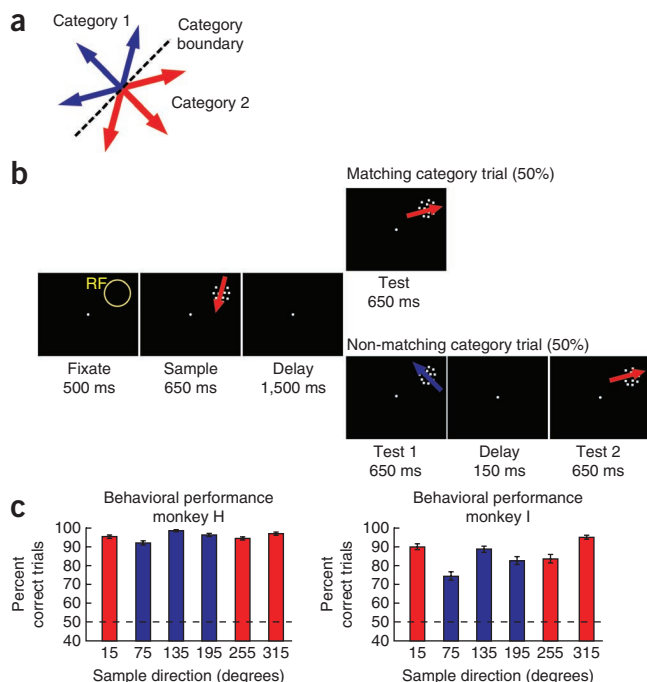 a
Category 1
Category
boundary
Category 2
b
Matching category trial (50%)
RF
Test
650 ms
Fixate
500 ms
Sample
650 ms
Delay
1,500 ms
Non-matching category trial (50%)
Test 1
650 ms
Delay
150 ms
Test 2
650 ms
c
Behavioral performance
monkey H
Percent
correct trials
100
90
80
70
60
50
40
15 75 135 195 255 315
Sample direction (degrees)
Behavioral performance
monkey I
Percent
correct trials
100
90
80
70
60
50
40
15 75 135 195 255 315
Sample direction (degrees)